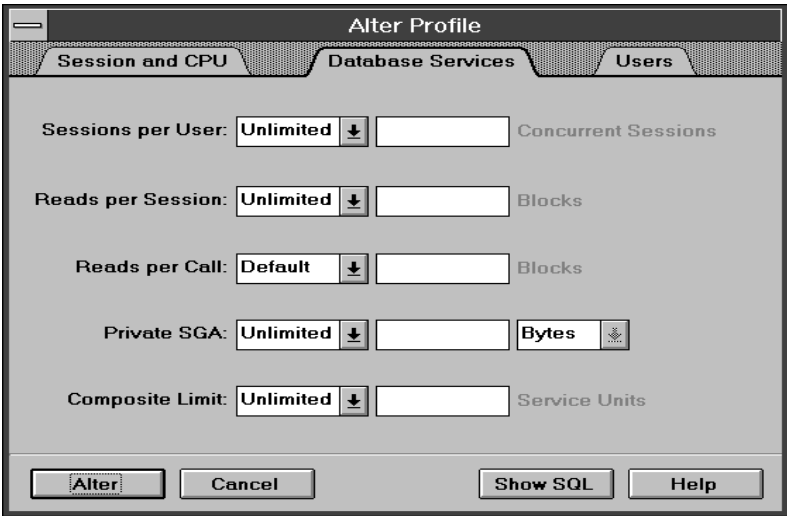 Alter Profile
Session and CPU Database Services Users
Sessions per User: Unlimited Concurrent Sessions
Reads per Session: Unlimited Blocks
Reads per Call: Default Blocks
Private SGA: Unlimited Bytes
Composite Limit: Unlimited Service Units
Alter Cancel Show SQL Help